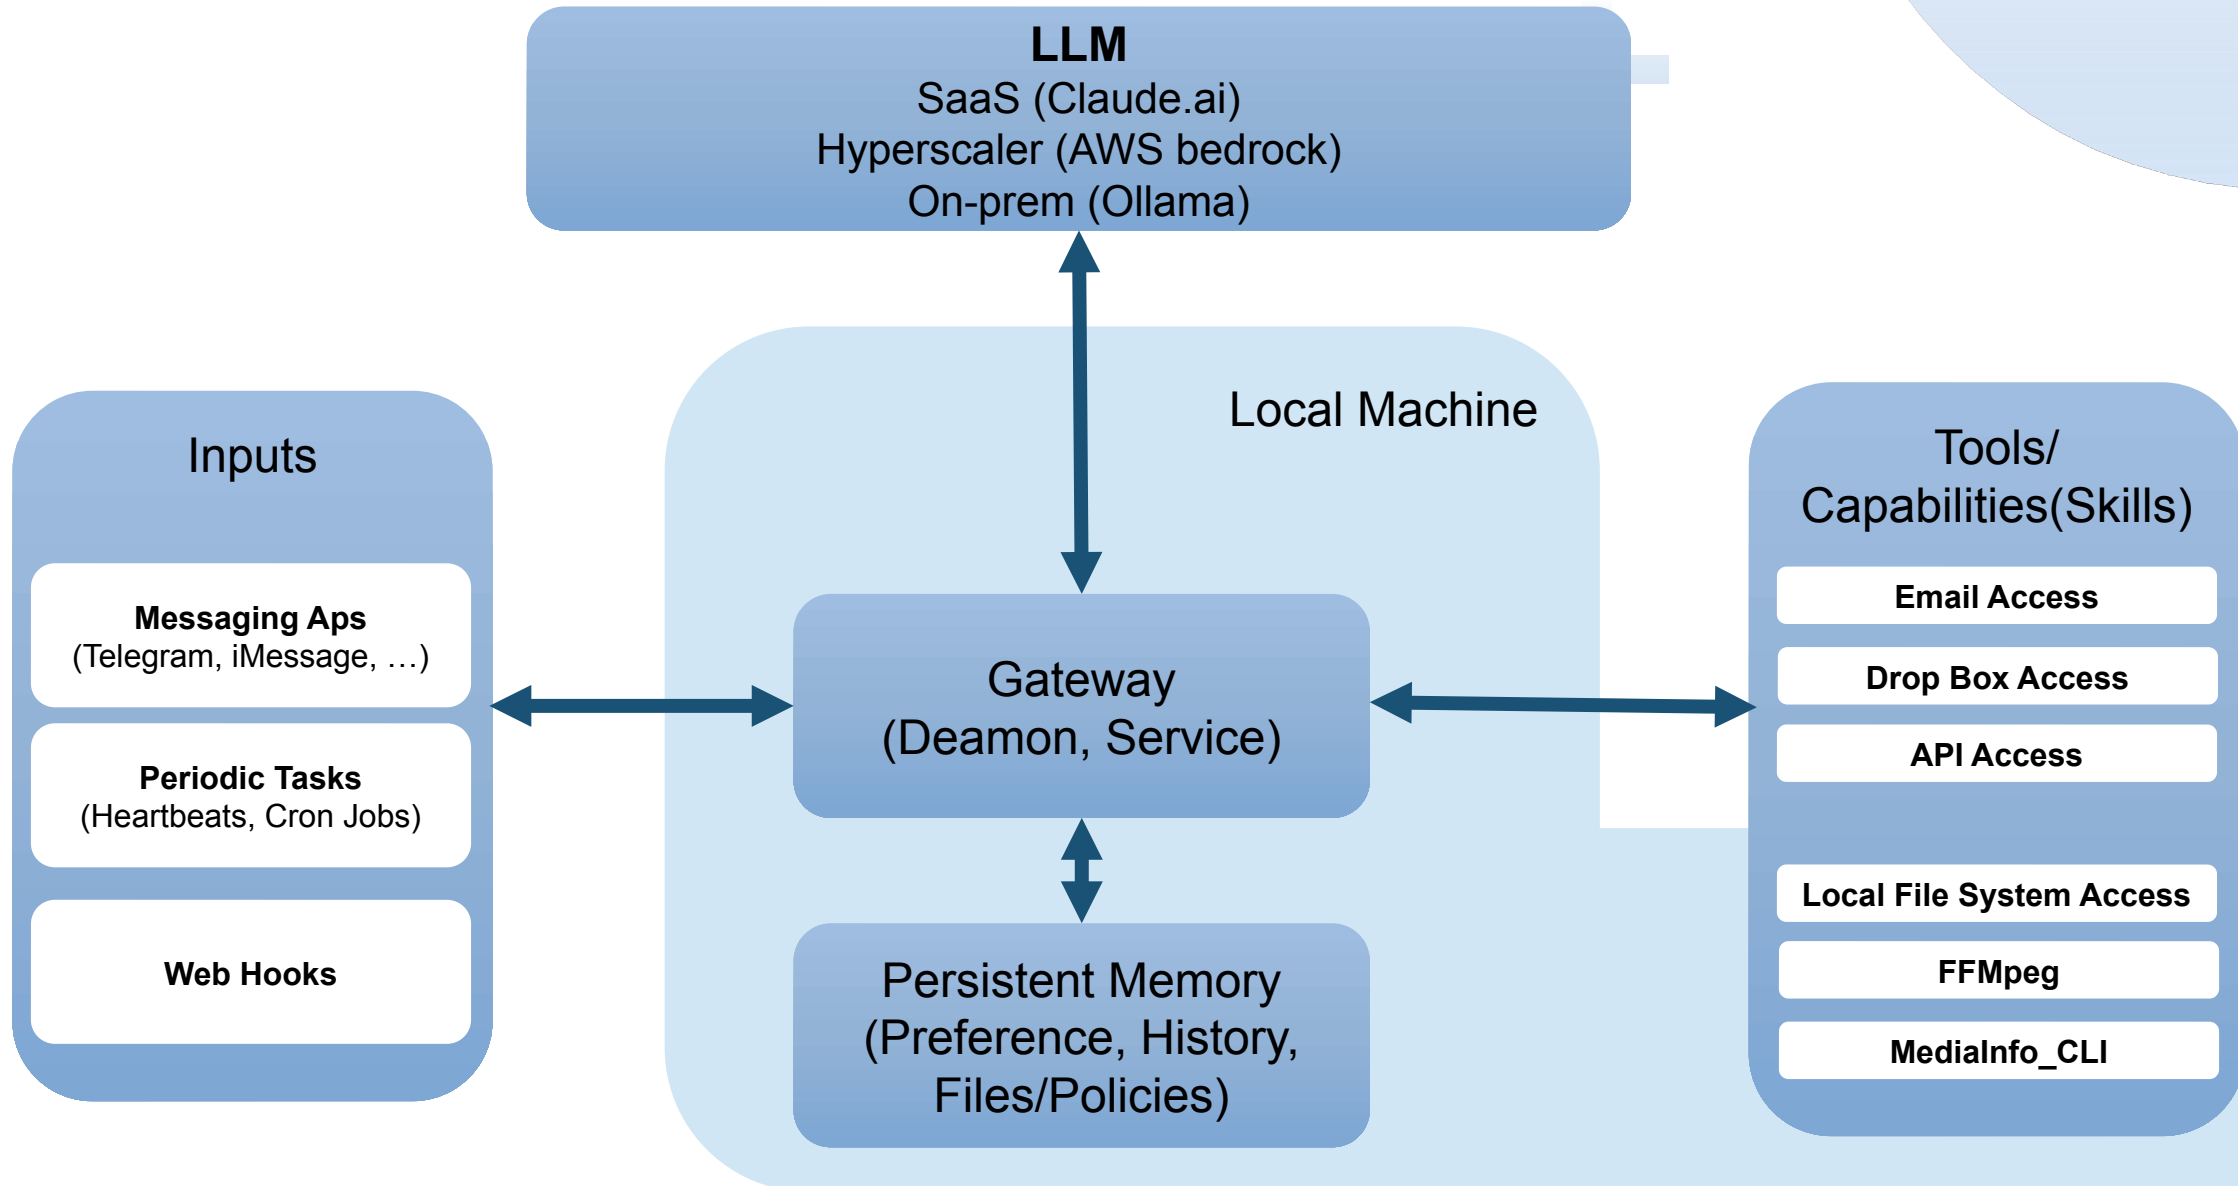 LLM
SaaS (Claude.ai)
Hyperscaler (AWS bedrock)
On-prem (Ollama)
Local Machine
Inputs
Messaging Aps
(Telegram, iMessage, …)
Periodic Tasks
(Heartbeats, Cron Jobs)
Web Hooks
Gateway
(Deamon, Service)
Persistent Memory
(Preference, History,
Files/Policies)
Tools/
Capabilities(Skills)
Email Access
Drop Box Access
API Access
Local File System Access
FFMpeg
MediaInfo_CLI